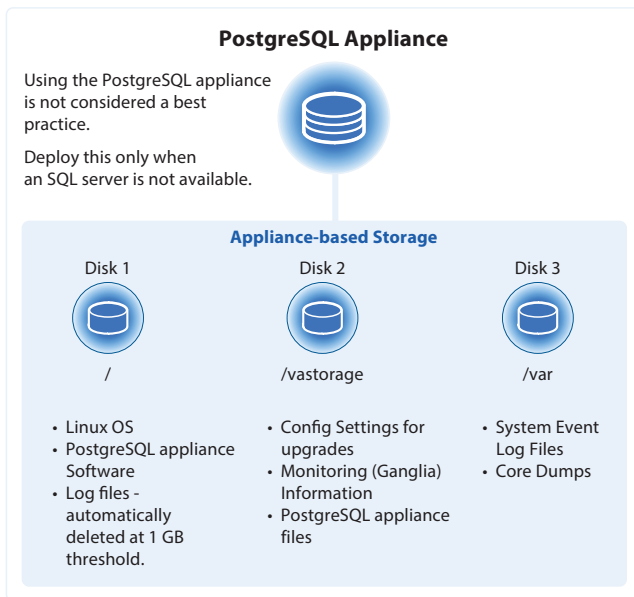 PostgreSQL Appliance
Using the PostgreSQL appliance
is not considered a best
practice.
Deploy this only when
an SQL server is not available.
Appliance-based Storage
Disk 1
/
• Linux OS
• PostgreSQL appliance
Software
• Log files -
automatically
deleted at 1 GB
threshold.
Disk 2
/vastorage
• Config Settings for
upgrades
• Monitoring (Ganglia)
Information
• PostgreSQL appliance
files
Disk 3
/var
• System Event
Log Files
• Core Dumps